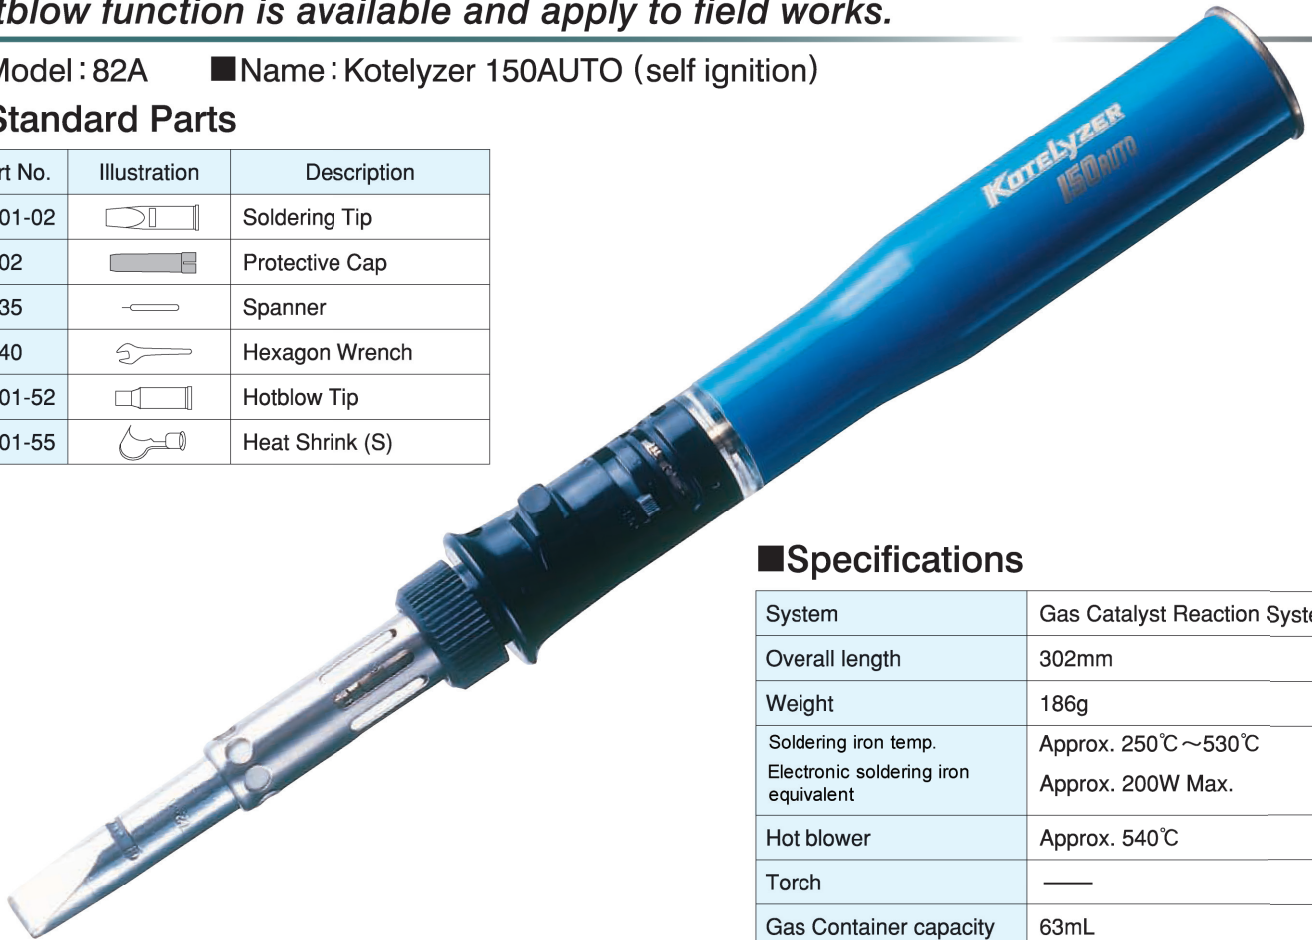 tblow function is available and apply to field works.
Model : 82A ■Name : Kotelyzer 150AUTO (self ignition)
Standard Parts
rt No. Illustration Description
01-02 Soldering Tip
02 Protective Cap
35 Spanner
40 Hexagon Wrench
01-52 Hotblow Tip
01-55 Heat Shrink (S)
KOTELYZER
150AUTO
■Specifications
System Gas Catalyst Reaction Syste
Overall length 302mm
Weight 186g
Soldering iron temp. Approx. 250℃～530℃
Electronic soldering iron
equivalent Approx. 200W Max.
Hot blower Approx. 540℃
Torch ——
Gas Container capacity 63mL